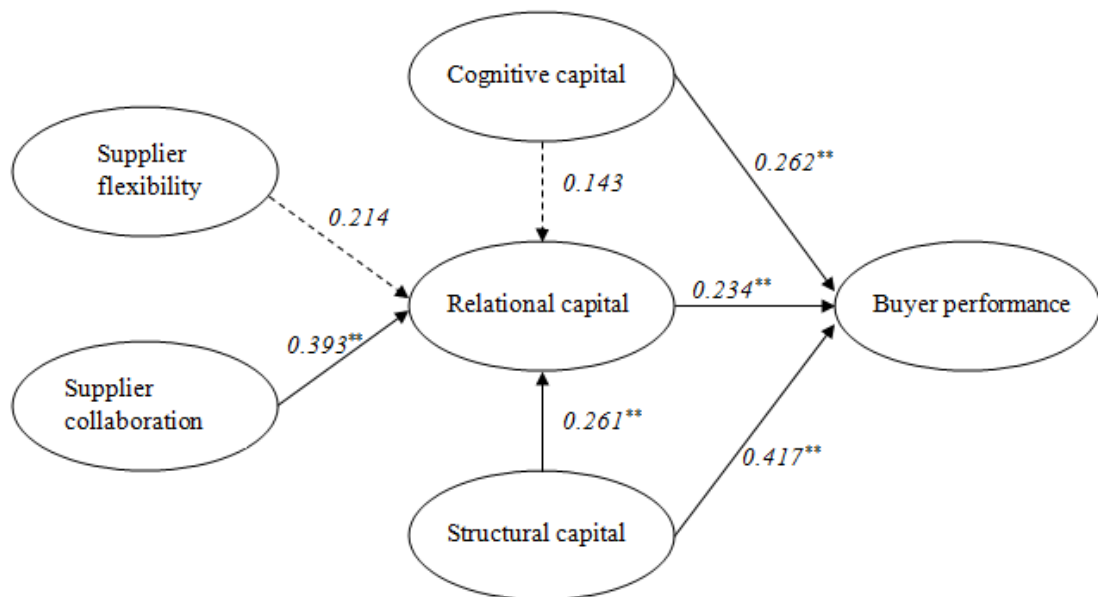 Cognitive capital
Supplier
flexibility
0.262**
0.143
0.214
Relational capital
0.234**
Buyer performance
0.393**
Supplier
collaboration
0.261**
0.417**
Structural capital